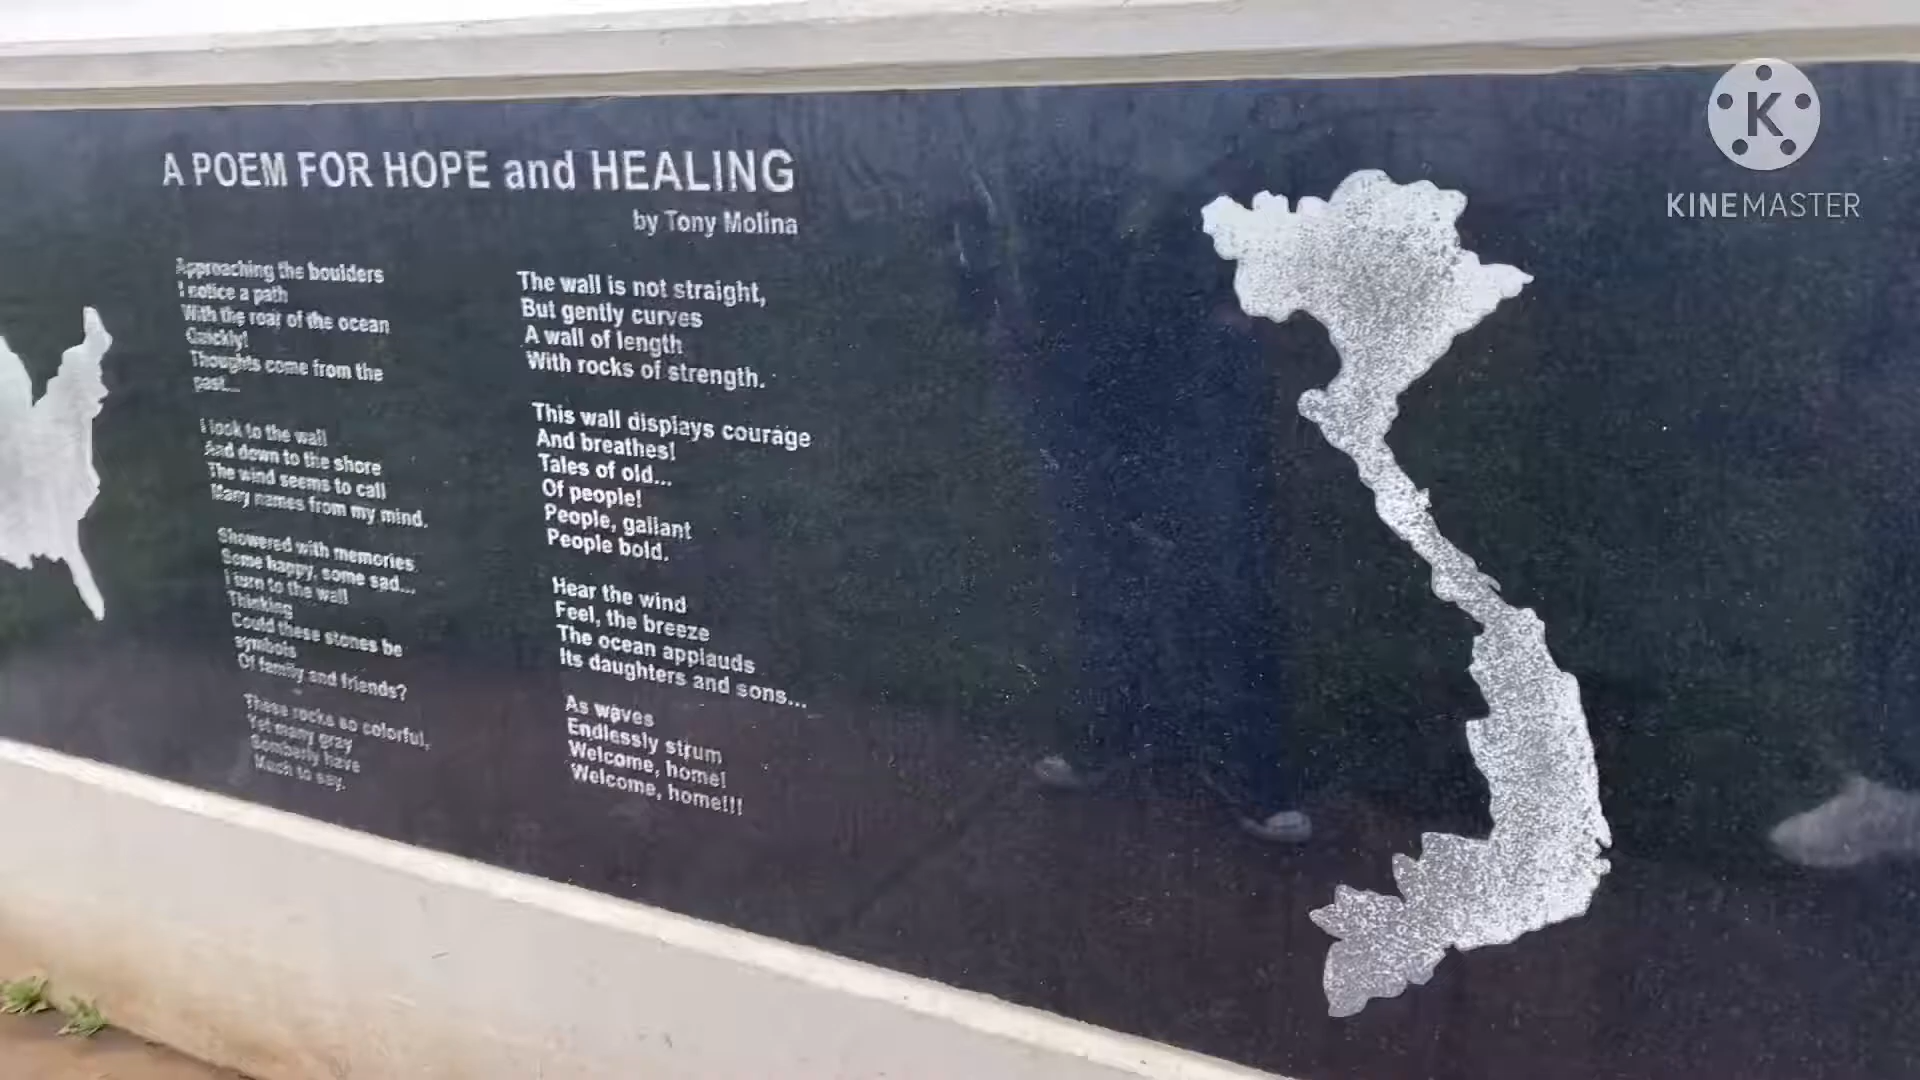 A POEM FOR HOPE and HEALING
by Tony Molina
Approaching the boulders
I notice a path
With the roar of the ocean
Quickly!
Thoughts come from the
past...
I look to the wall
And down to the shore
The wind seems to call
Many names from my mind.
Showered with memories
Some happy, some sad...
I turn to the wall
Thinking
Could these stones be
symbols
Of family and friends?
These rocks so colorful,
Yet many gray
Somberly have
Much to say.
The wall is not straight,
But gently curves
A wall of length
With rocks of strength.
This wall displays courage
And breathes!
Tales of old...
Of people!
People, gallant
People bold.
Hear the wind
Feel, the breeze
The ocean applauds
Its daughters and sons...
As waves
Endlessly strum
Welcome, home!
Welcome, home!!!
K
KINEMASTER